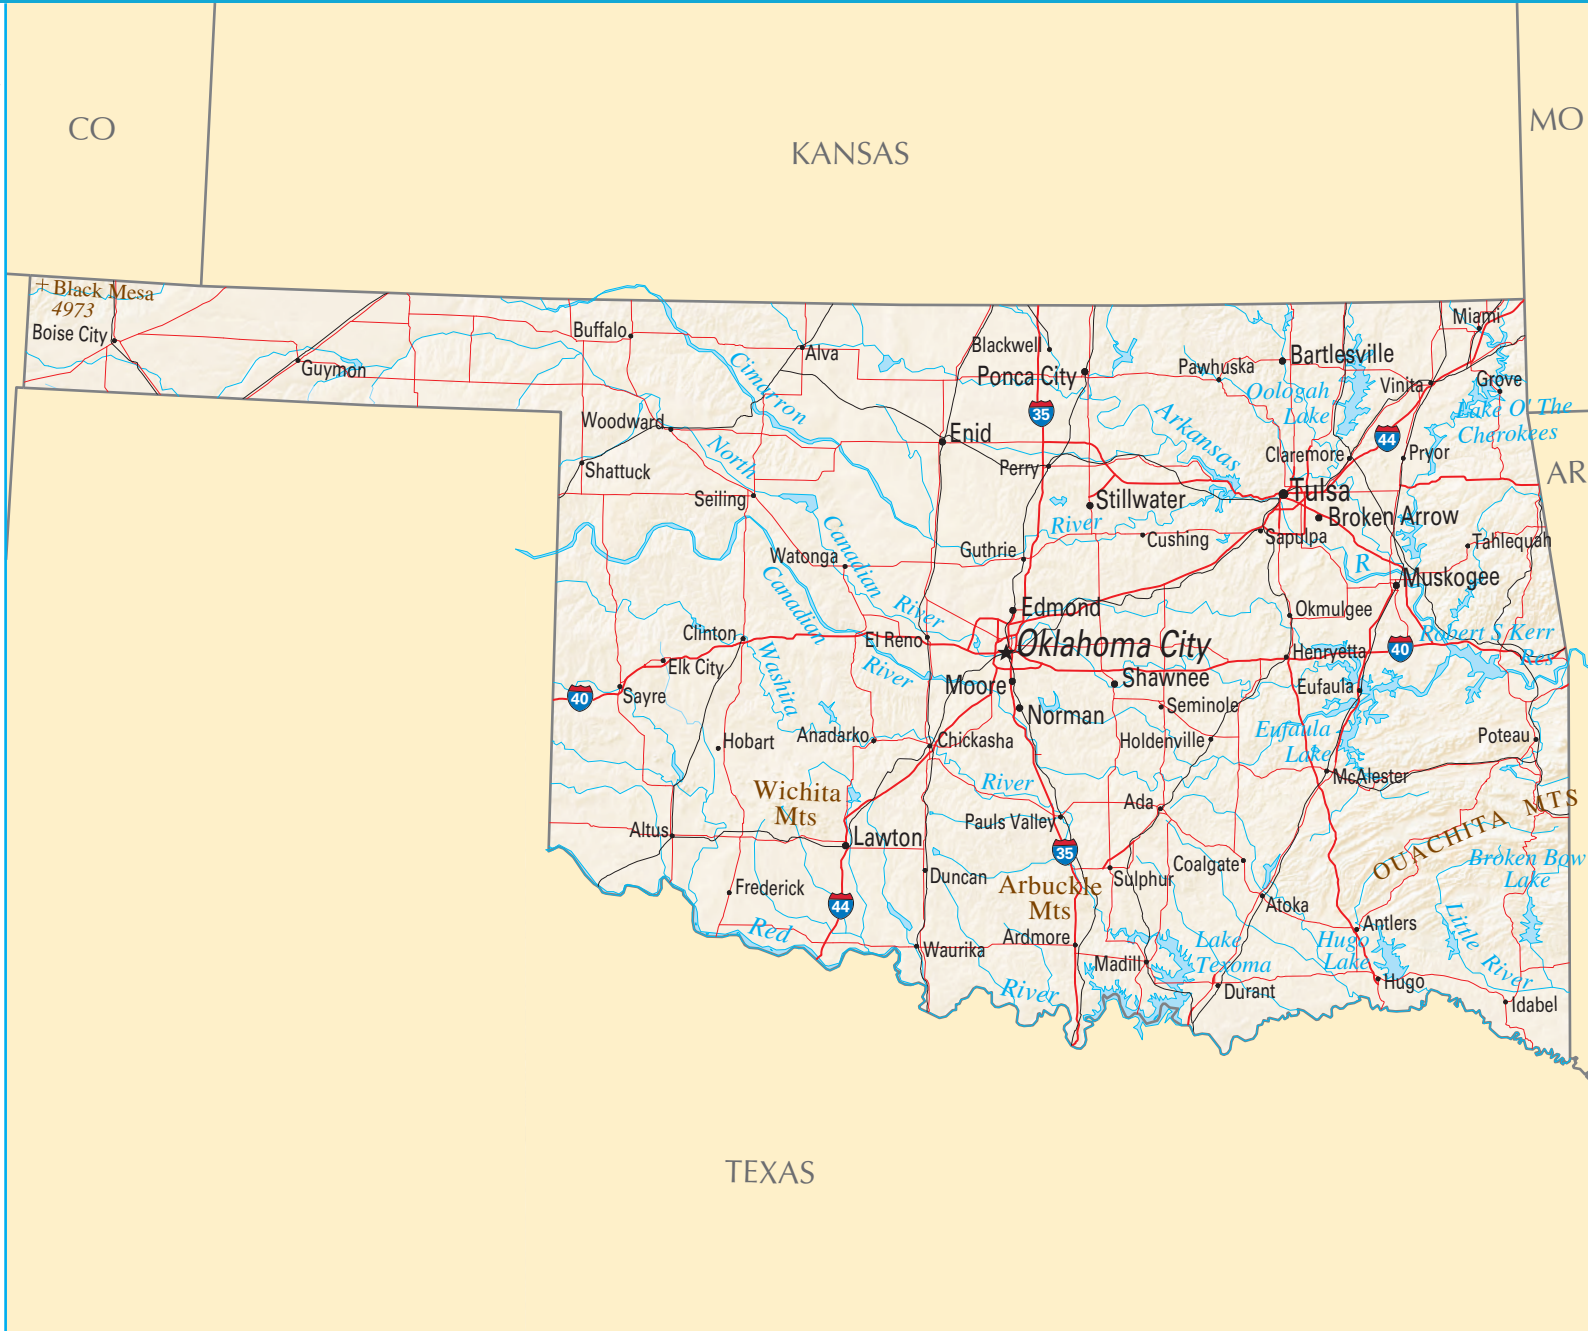 CO
KANSAS
MO
Black Mesa
4973
Boise City
Guymon
Buffalo
Alva
Blackwell
Ponca City
Pawhuska
Bartlesville
Miami
Vinita
Grove
Oologah
Lake
Lake O' The
Cherokees
Cimarron
Woodward
North
Enid
35
Arkansas
44
Claremore
Pryor
AR
Shattuck
Perry
Seiling
Stillwater
Tulsa
Broken Arrow
River
Cushing
Sapulpa
Tahlequah
Canadian
Watonga
Guthrie
Canadian
R
Muskogee
River
Edmond
Okmulgee
Clinton
El Reno
Oklahoma City
Henryetta
40
Robert S Kerr
Res
Elk City
Washita
River
40
Sayre
Moore
Shawnee
Eufaula
Norman
Seminole
Hobart
Anadarko
Chickasha
Holdenville
Eufaula
Lake
Poteau
McAlester
Wichita
Mts
River
Ada
Pauls Valley
OUACHITA MTS
Altus
Lawton
35
Coalgate
Broken Bow
Lake
Frederick
Duncan
Arbuckle
Mts
Sulphur
44
Atoka
Antlers
Little
River
Red
Waurika
Ardmore
Madill
Lake
Texoma
Hugo
Lake
Hugo
River
Durant
Idabel
TEXAS